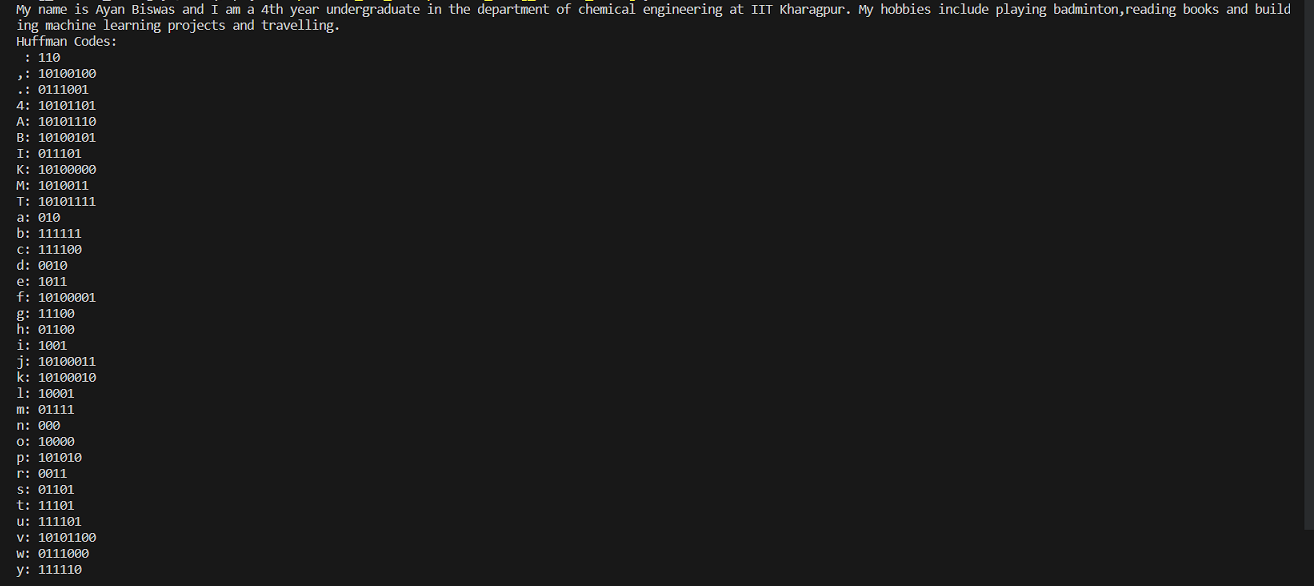 My name is Ayan Biswas and I am a 4th year undergraduate in the department of chemical engineering at IIT Kharagpur. My hobbies include playing badminton,reading books and build
ing machine learning projects and travelling.
Huffman Codes:
 : 110
,: 10100100
.: 0111001
4: 10101101
A: 10101110
B: 10100101
I: 011101
K: 10100000
M: 1010011
T: 10101111
a: 010
b: 111111
c: 111100
d: 0010
e: 1011
f: 10100001
g: 11100
h: 01100
i: 1001
j: 10100011
k: 10100010
l: 10001
m: 01111
n: 000
o: 10000
p: 101010
r: 0011
s: 01101
t: 11101
u: 111101
v: 10101100
w: 0111000
y: 111110